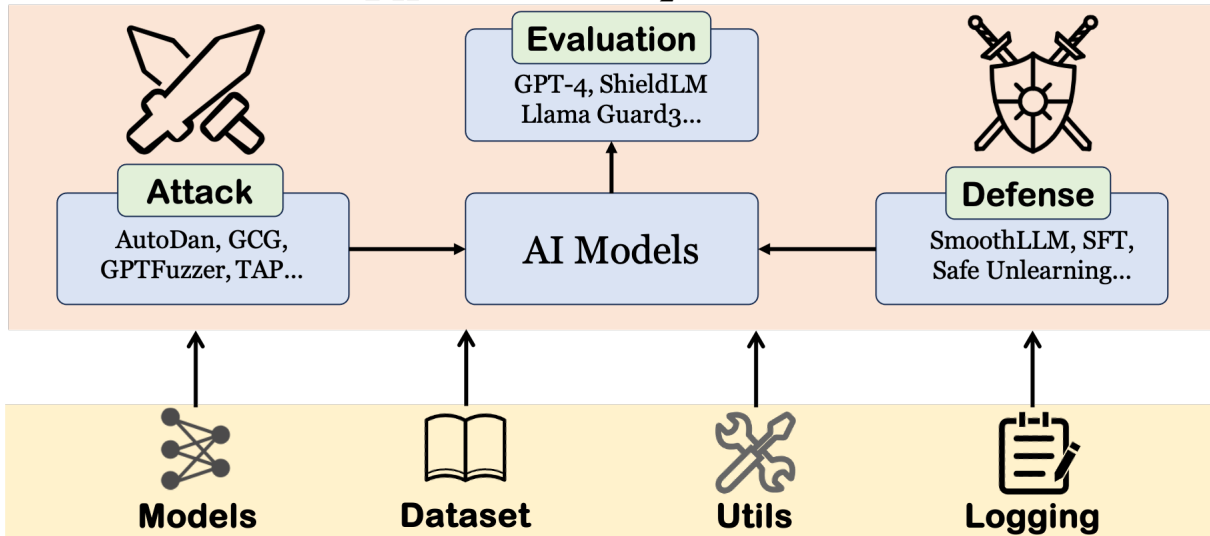 Evaluation
GPT-4, ShieldLM
Llama Guard3...
Attack
AutoDan, GCG,
GPTFuzzer, TAP...
AI Models
Defense
SmoothLLM, SFT,
Safe Unlearning...
Models
Dataset
Utils
Logging